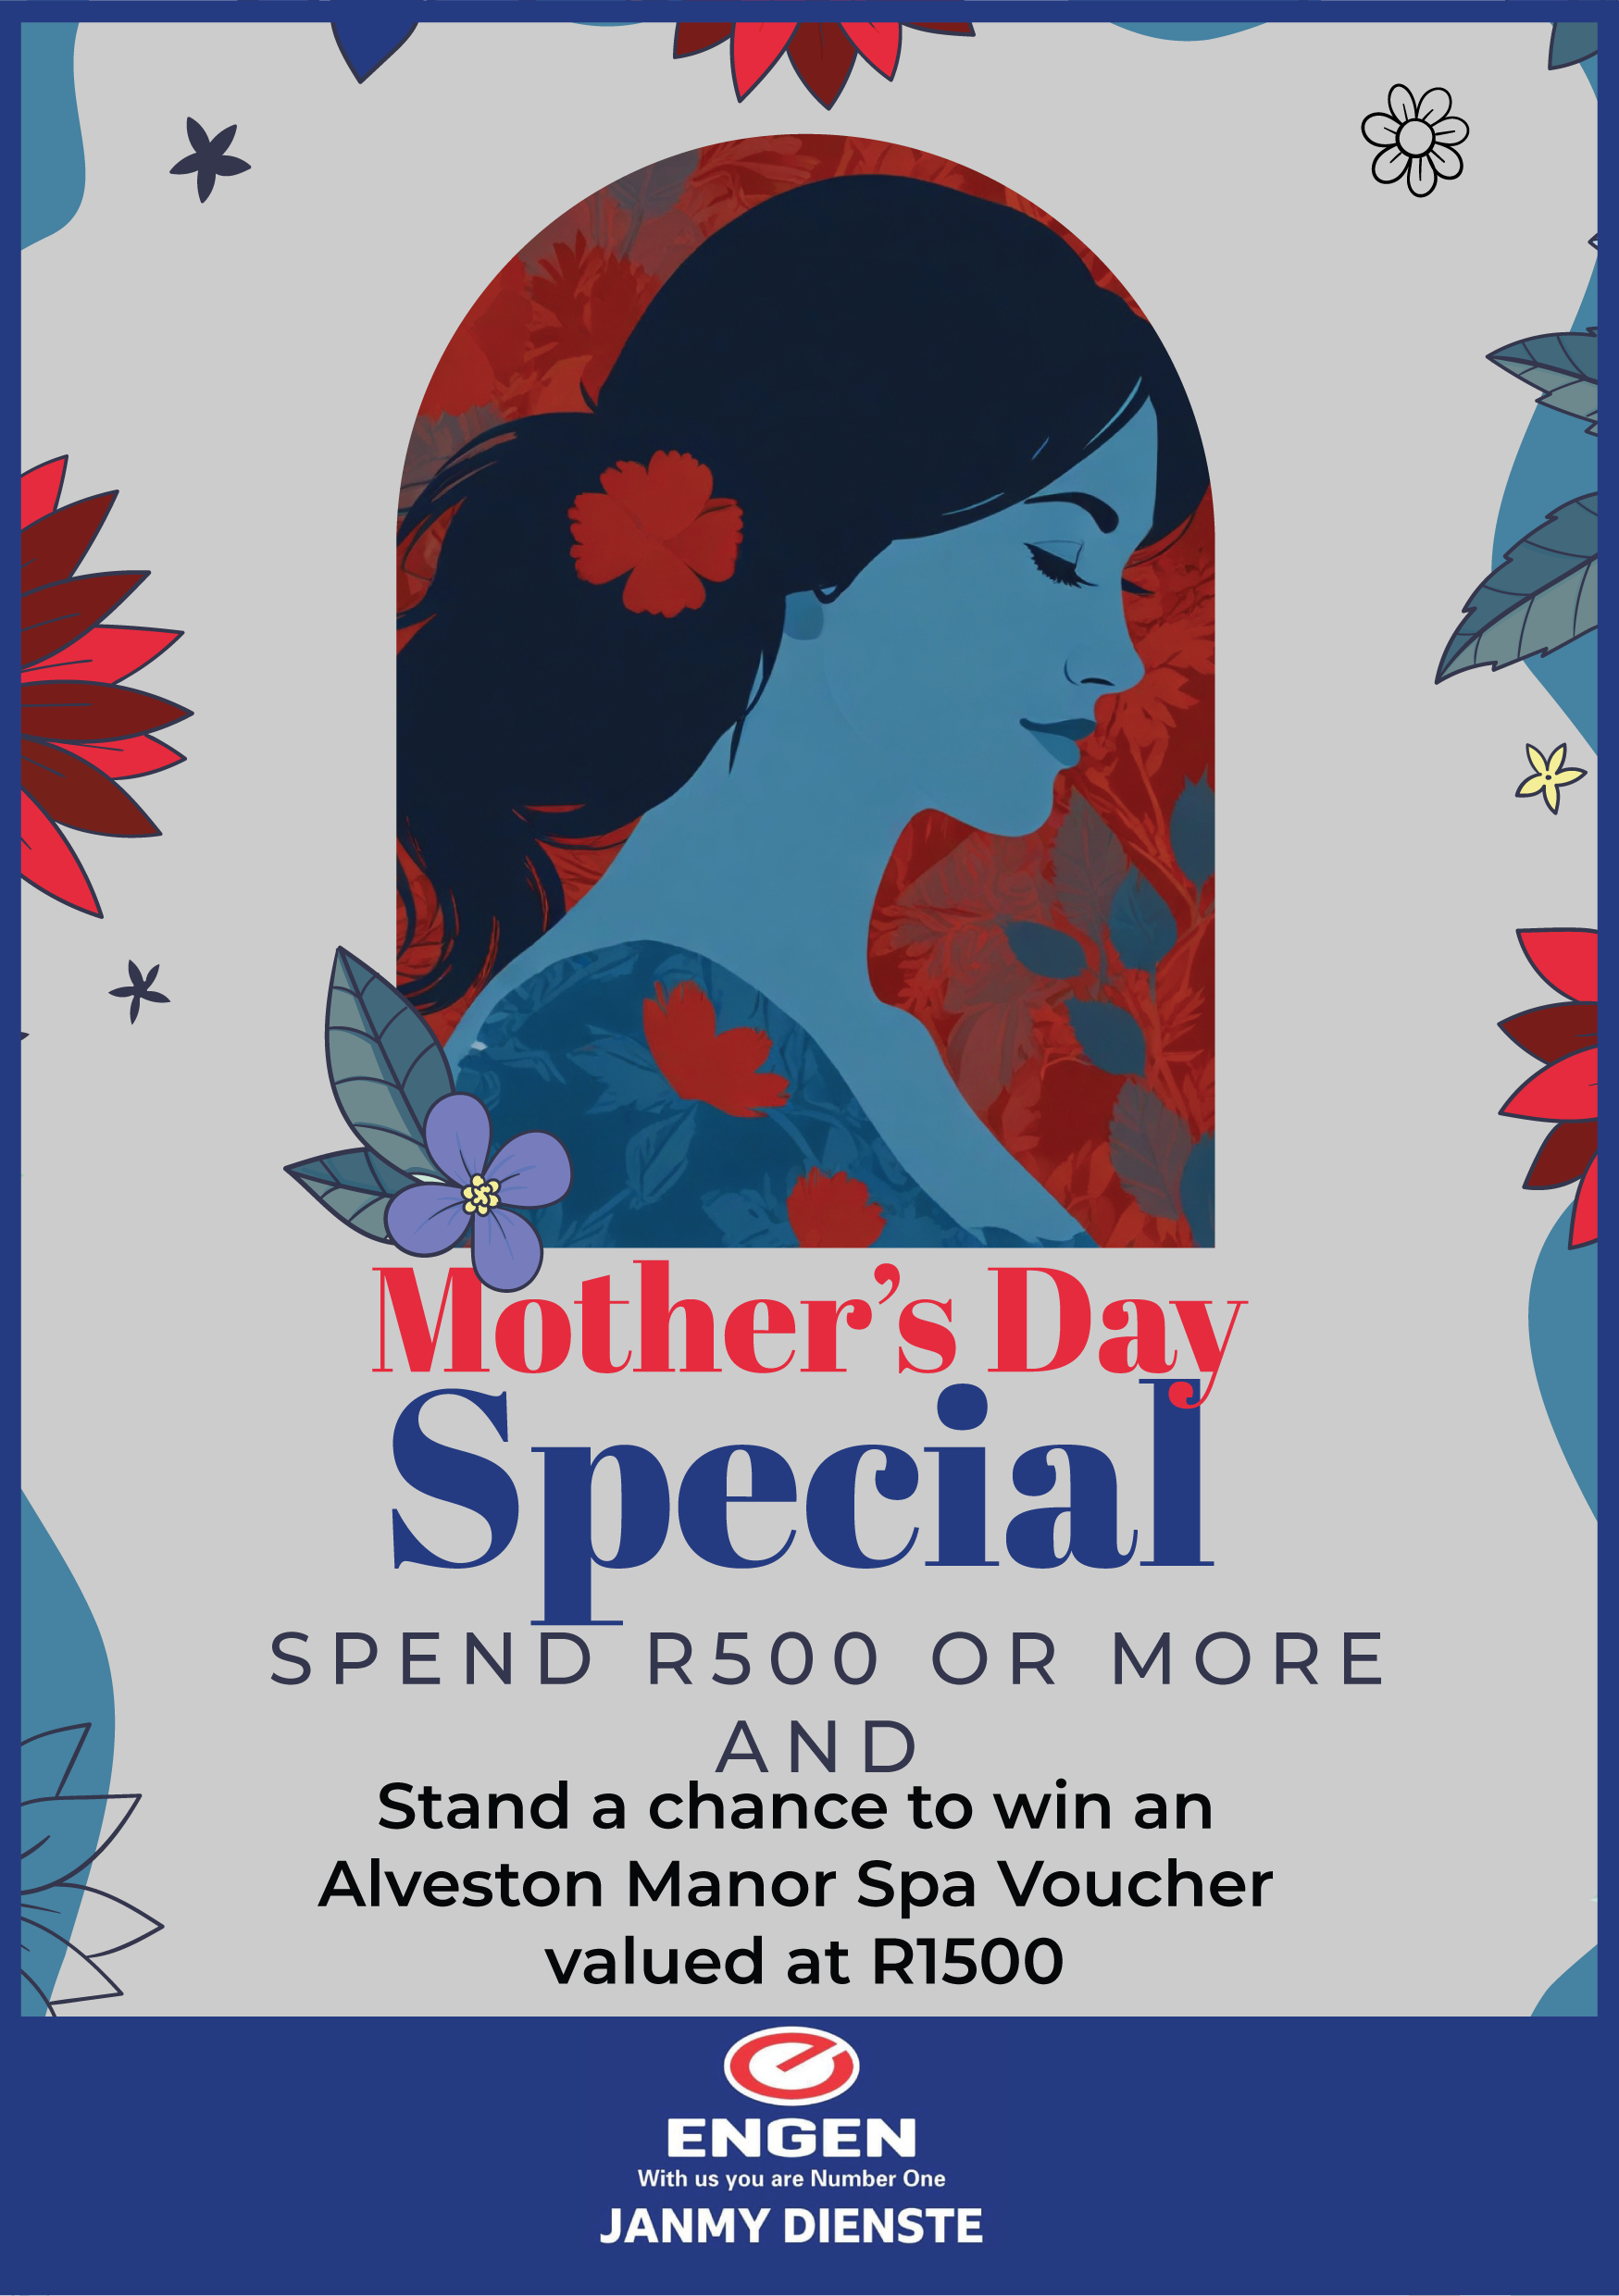 Mother’s Day
Special
SPEND R500 OR MORE
AND
Stand a chance to win an
Alveston Manor Spa Voucher
valued at R1500
ENGEN
With us you are Number One
JANMY DIENSTE